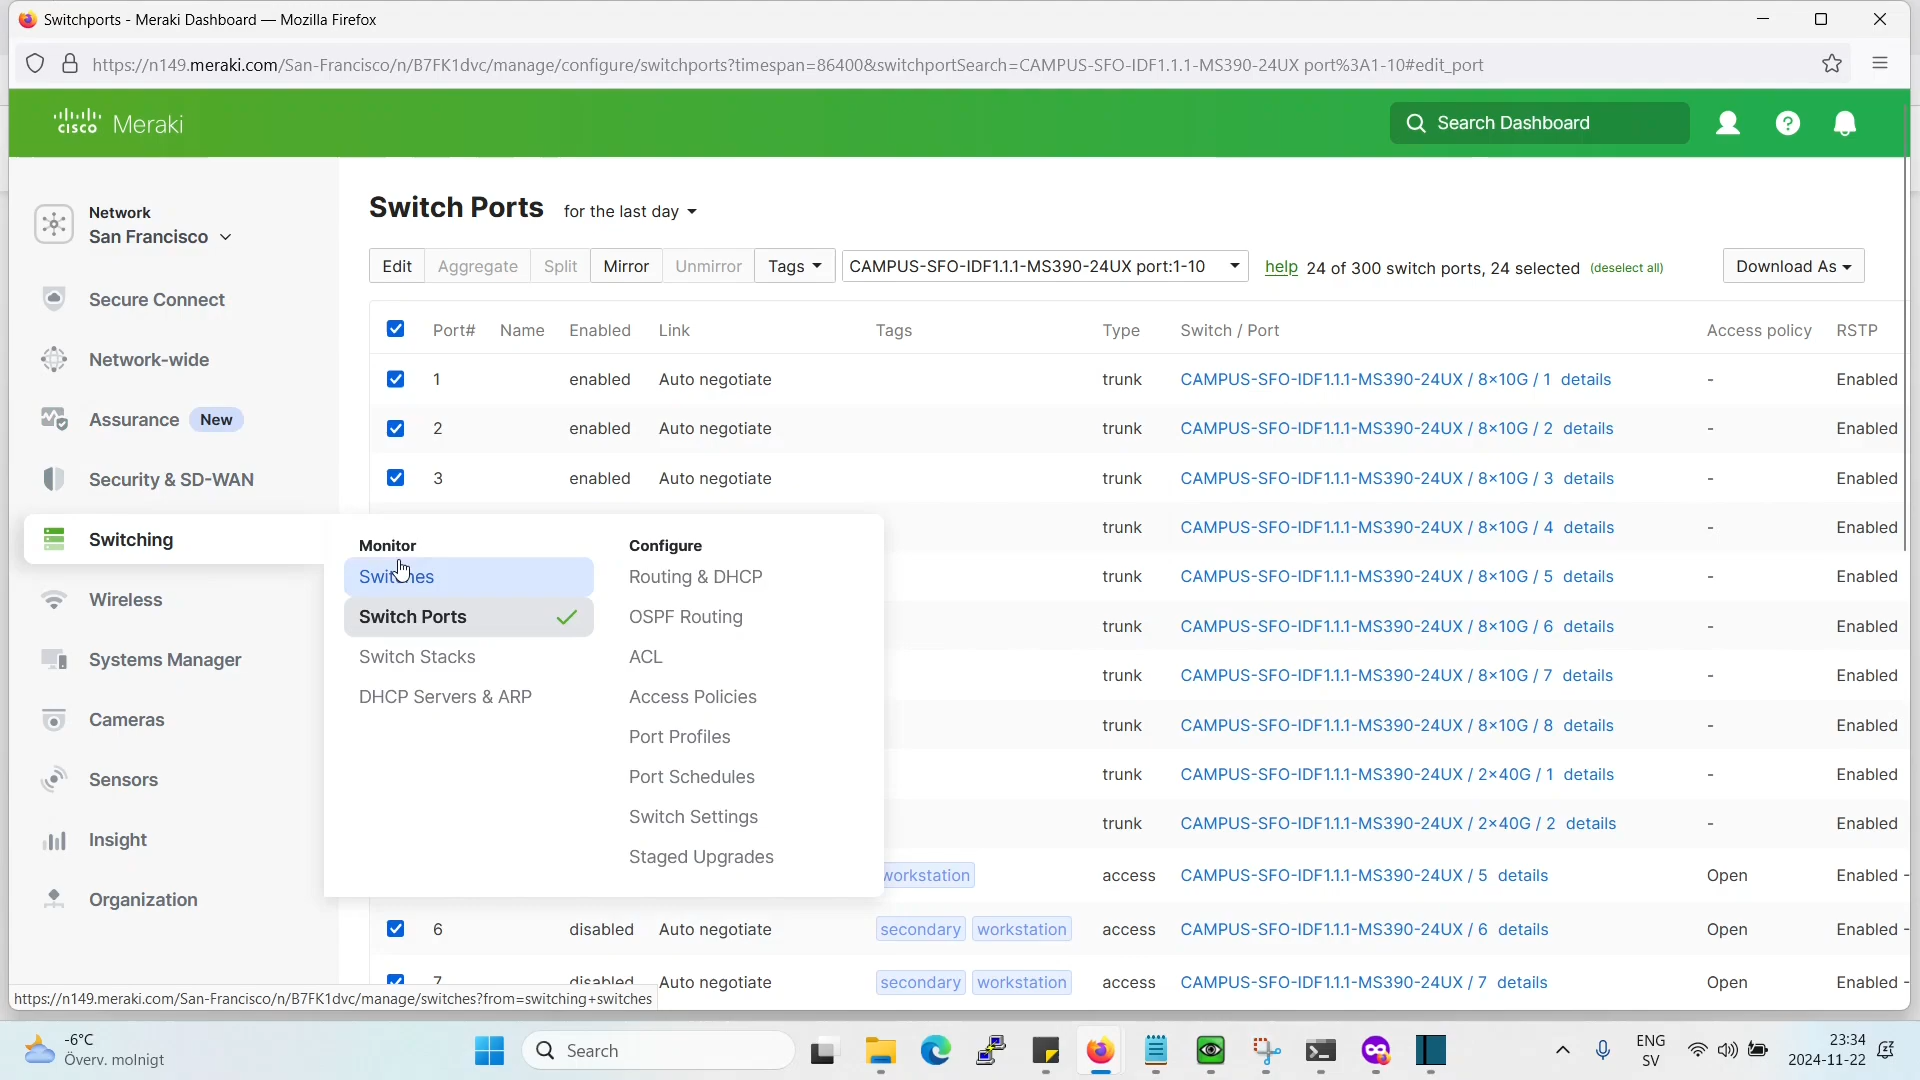 Switchports - Meraki Dashboard — Mozilla Firefox
https://n149.meraki.com/San-Francisco/n/B7FK1dvc/manage/configure/switchports?timespan=86400&switchportSearch=CAMPUS-SFO-IDF1.1.1-MS390-24UX port%3A1-10#edit_port
cisco Meraki
Search Dashboard
Network
San Francisco
Secure Connect
Network-wide
Assurance New
Security & SD-WAN
Switching
Wireless
Systems Manager
Cameras
Sensors
Insight
Organization
Monitor
Switches
Switch Ports
Switch Stacks
DHCP Servers & ARP
Configure
Routing & DHCP
OSPF Routing
ACL
Access Policies
Port Profiles
Port Schedules
Switch Settings
Staged Upgrades
Switch Ports for the last day
Edit Aggregate Split Mirror Unmirror Tags CAMPUS-SFO-IDF1.1.1-MS390-24UX port:1-10 help 24 of 300 switch ports, 24 selected (deselect all) Download As
Port# Name Enabled Link Tags Type Switch / Port Access policy RSTP
1 enabled Auto negotiate trunk CAMPUS-SFO-IDF1.1.1-MS390-24UX / 8×10G / 1 details - Enabled
2 enabled Auto negotiate trunk CAMPUS-SFO-IDF1.1.1-MS390-24UX / 8×10G / 2 details - Enabled
3 enabled Auto negotiate trunk CAMPUS-SFO-IDF1.1.1-MS390-24UX / 8×10G / 3 details - Enabled
trunk CAMPUS-SFO-IDF1.1.1-MS390-24UX / 8×10G / 4 details - Enabled
trunk CAMPUS-SFO-IDF1.1.1-MS390-24UX / 8×10G / 5 details - Enabled
trunk CAMPUS-SFO-IDF1.1.1-MS390-24UX / 8×10G / 6 details - Enabled
trunk CAMPUS-SFO-IDF1.1.1-MS390-24UX / 8×10G / 7 details - Enabled
trunk CAMPUS-SFO-IDF1.1.1-MS390-24UX / 8×10G / 8 details - Enabled
trunk CAMPUS-SFO-IDF1.1.1-MS390-24UX / 2×40G / 1 details - Enabled
trunk CAMPUS-SFO-IDF1.1.1-MS390-24UX / 2×40G / 2 details - Enabled
workstation access CAMPUS-SFO-IDF1.1.1-MS390-24UX / 5 details Open Enabled -
6 disabled Auto negotiate secondary workstation access CAMPUS-SFO-IDF1.1.1-MS390-24UX / 6 details Open Enabled -
7 disabled Auto negotiate secondary workstation access CAMPUS-SFO-IDF1.1.1-MS390-24UX / 7 details Open Enabled -
https://n149.meraki.com/San-Francisco/n/B7FK1dvc/manage/switches?from=switching+switches
-6°C
Överv. molnigt
Search
ENG
SV
23:34
2024-11-22